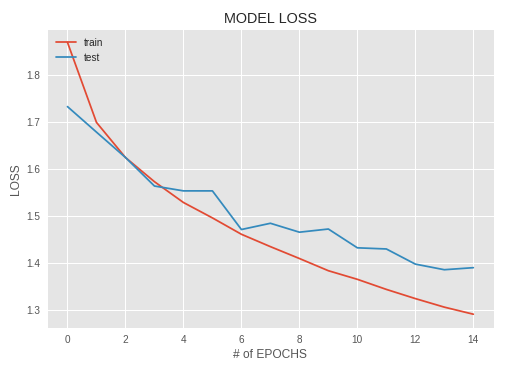 MODEL LOSS
train
test
1.8
1.7
1.6
1.5
1.4
1.3
LOSS
0 2 4 6 8 10 12 14
# of EPOCHS